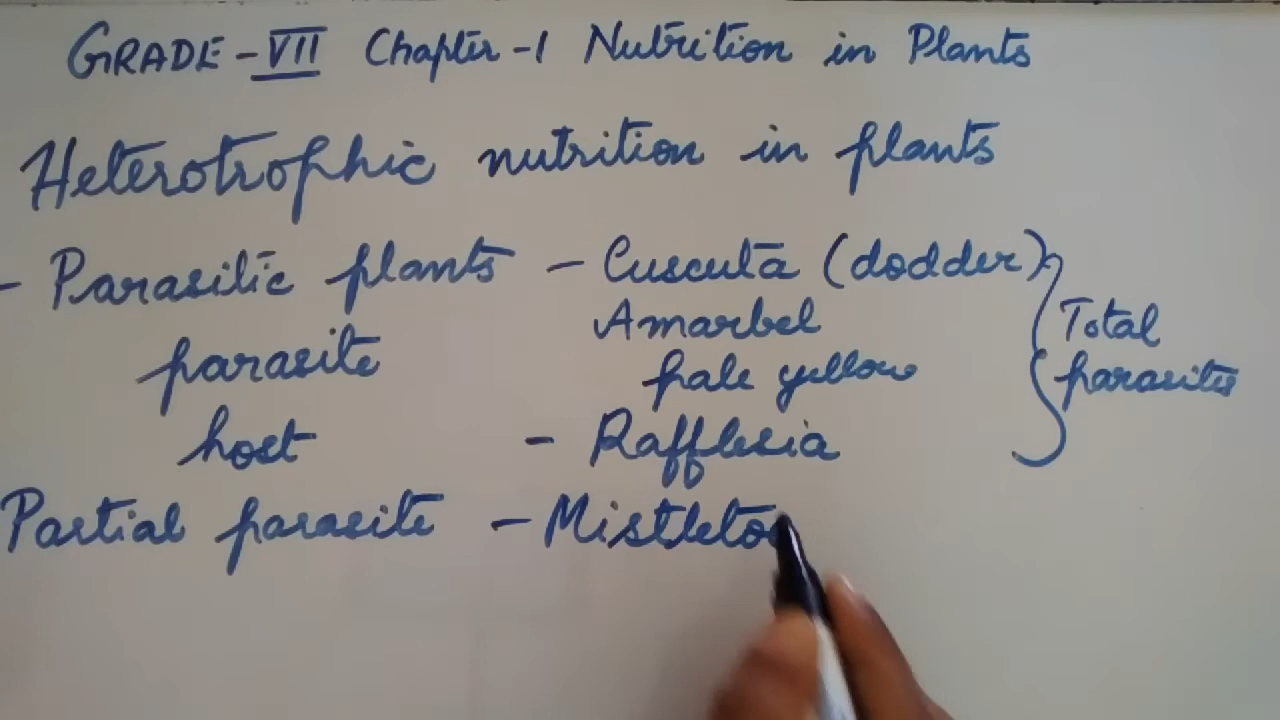 GRADE-VII Chapter-1 Nutrition in Plants
Heterotrophic nutrition in plants
- Parasitic plants - Cuscuta (dodder)
Amarbel
Total
parasite
pale yellow
parasites
host
- Rafflesia
Partial parasite - Mistleto